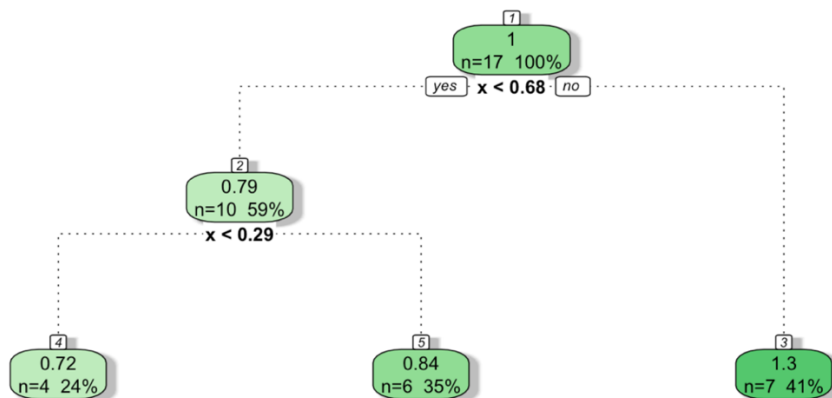 1
1
n=17 100%
yes x < 0.68 no
2
0.79
n=10 59%
x < 0.29
4
0.72
n=4 24%
5
0.84
n=6 35%
3
1.3
n=7 41%